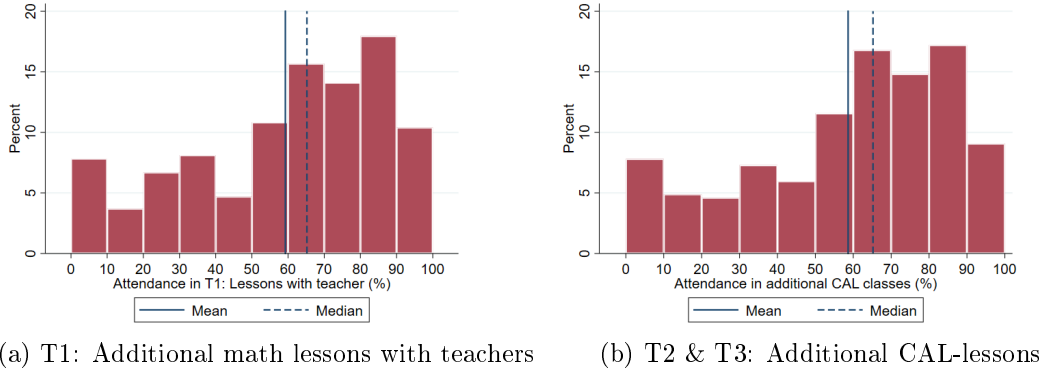 20
15
10
5
0
Percent
0 10 20 30 40 50 60 70 80 90 100
Attendance in T1: Lessons with teacher (%)
Mean Median
(a) T1: Additional math lessons with teachers
20
15
10
5
0
Percent
0 10 20 30 40 50 60 70 80 90 100
Attendance in additional CAL classes (%)
Mean Median
(b) T2 & T3: Additional CAL-lessons